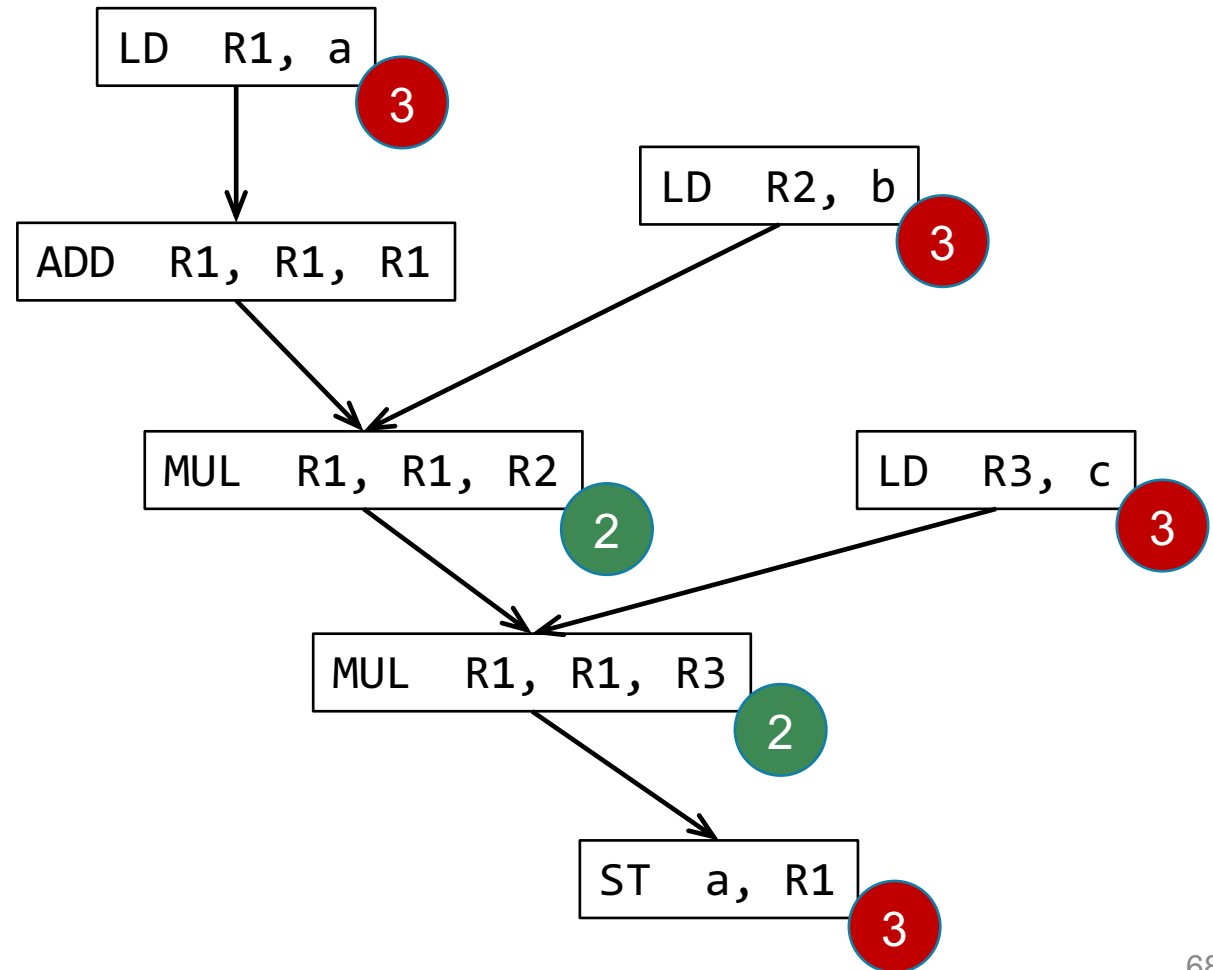 LD R1, a
3
LD R2, b
3
ADD R1, R1, R1
MUL R1, R1, R2
2
LD R3, c
3
MUL R1, R1, R3
2
ST a, R1
3
68